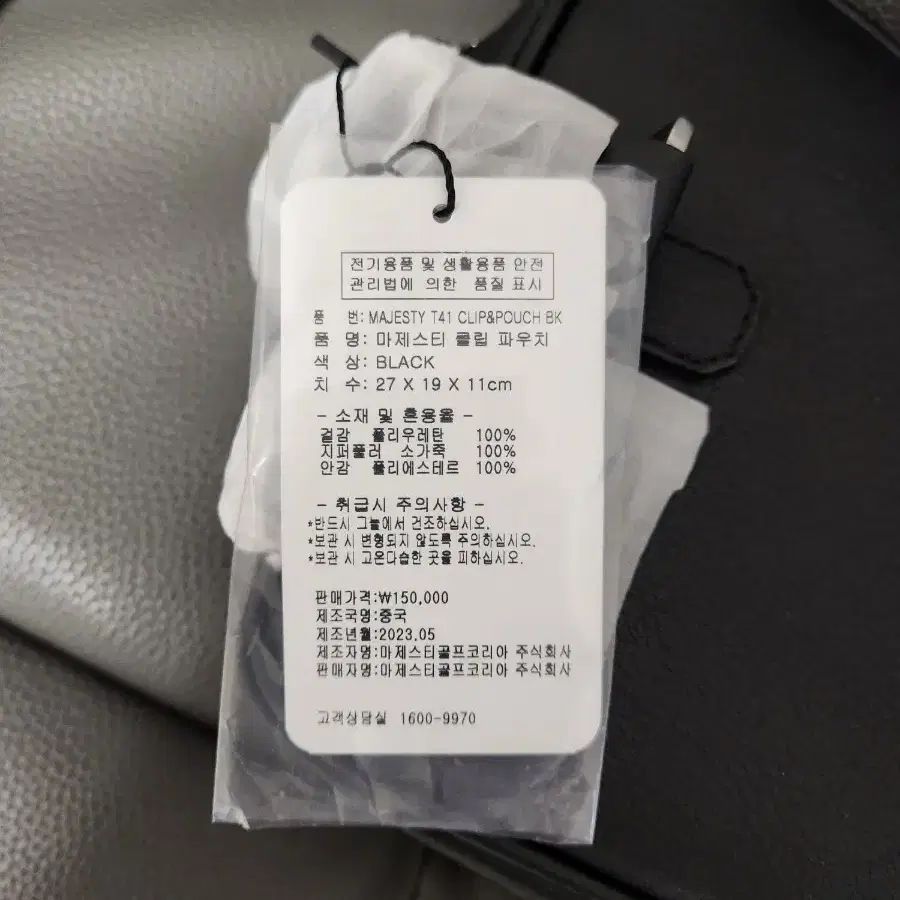 전기용품 및 생활용품 안전
관리법에 의한 품질 표시
품 번: MAJESTY T41 CLIP&POUCH BK
품 명: 마제스티 클립 파우치
색 상: BLACK
치 수: 27 X 19 X 11cm
- 소재 및 혼용율 -
겉감 폴리우레탄 100%
지퍼풀러 소가죽 100%
안감 폴리에스테르 100%
- 취급시 주의사항 -
*반드시 그늘에서 건조하십시오.
*보관 시 변형되지 않도록 주의하십시오.
*보관 시 고온다습한 곳을 피하십시오.
판매가격:₩150,000
제조국명:중국
제조년월:2023.05
제조자명:마제스티골프코리아 주식회사
판매자명:마제스티골프코리아 주식회사
고객상담실 1600-9970